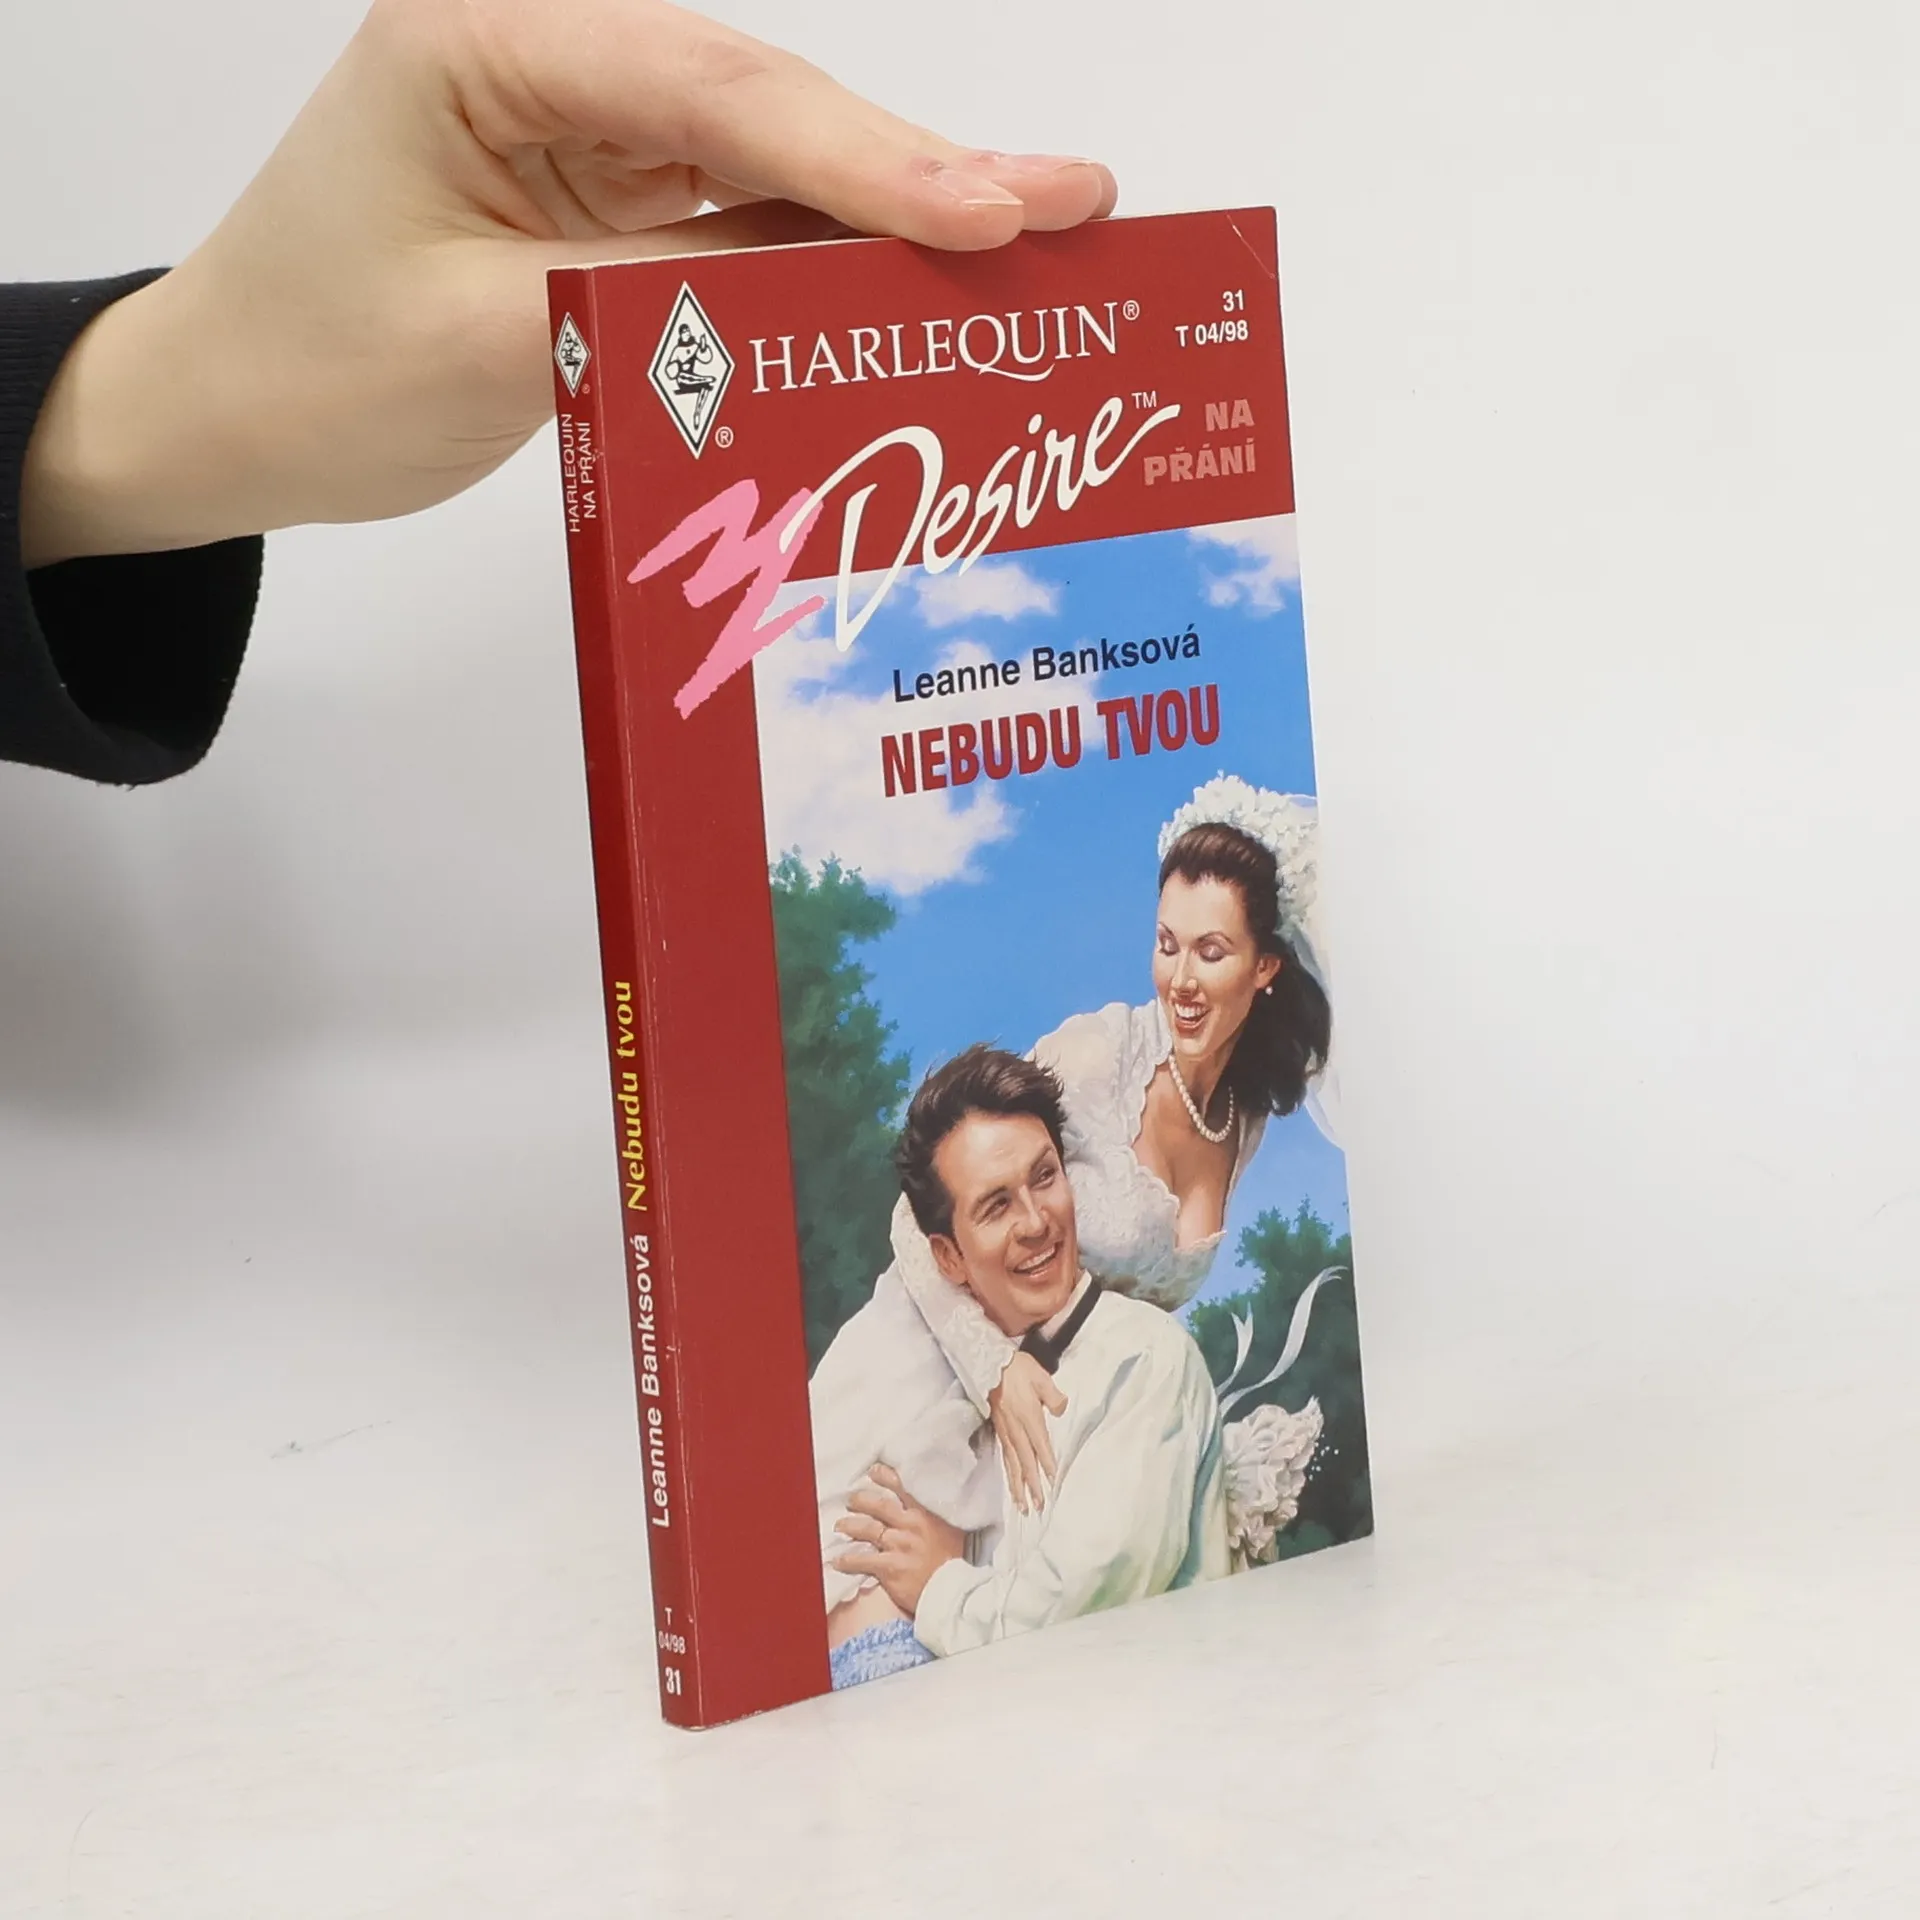 HARLEQUIN®
31
T 04/98
®
Desire™
NA
PŘÁNÍ
Leanne Banksová
NEBUDU TVOU
®
HARLEQUIN
NA PŘÁNÍ
Leanne Banksová Nebudu tvou
T
04/98
31